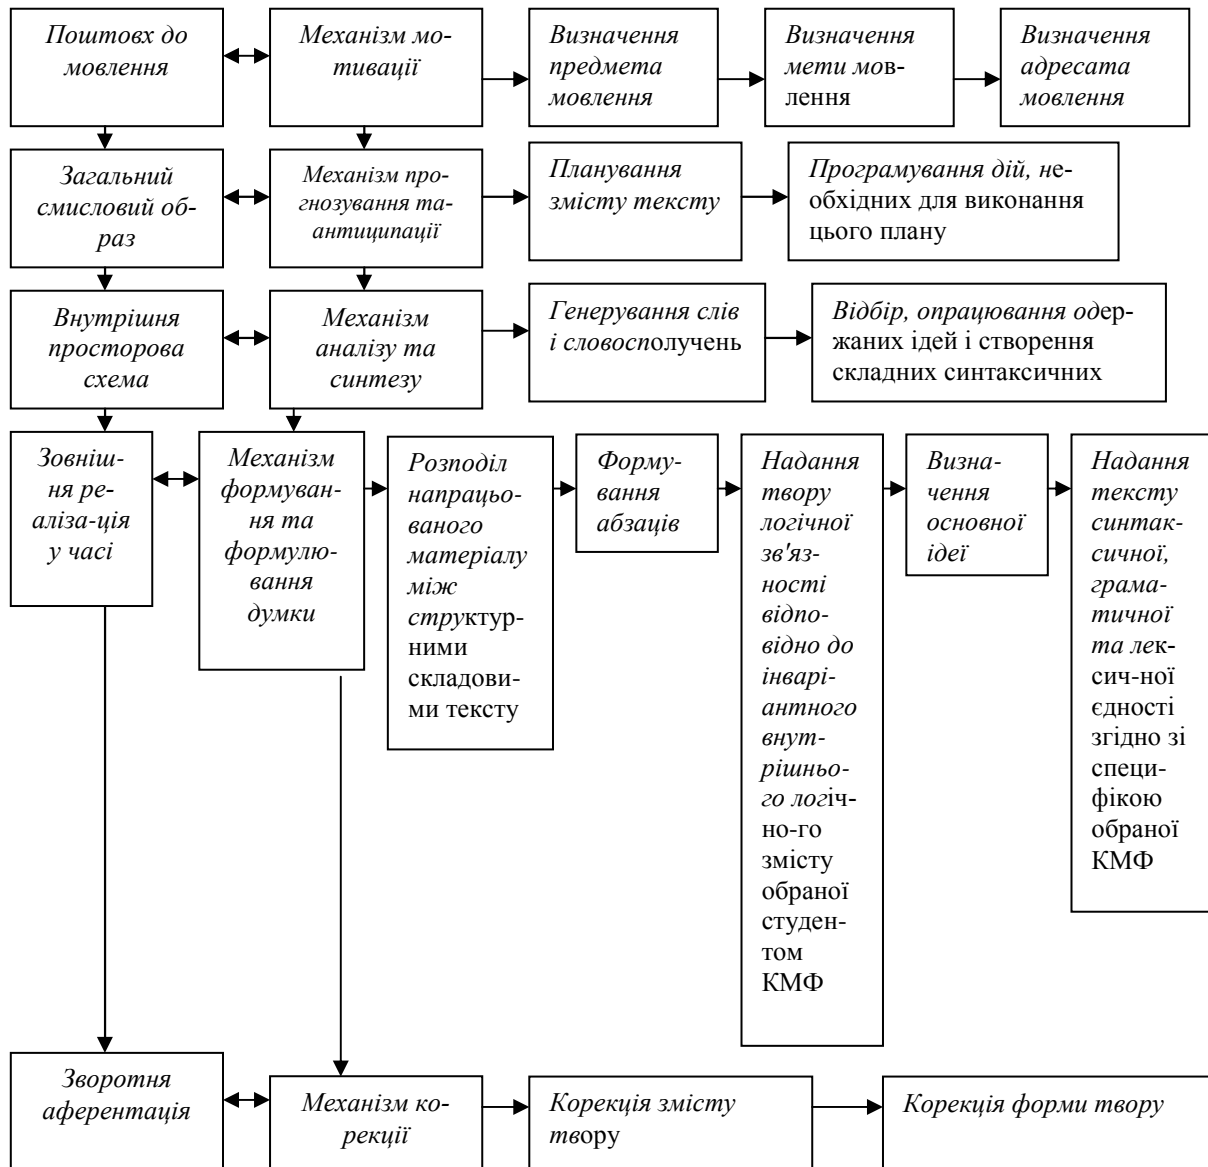 Поштовх до
мовлення
Механізм мо-
тивації
Визначення
предмета
мовлення
Визначення
мети мов-
лення
Визначення
адресата
мовлення
Загальний
смисловий об-
раз
Механізм про-
гнозування та-
антиципації
Планування
змісту тексту
Програмування дій, не-
обхідних для виконання
цього плану
Внутрішня
просторова
схема
Механізм
аналізу та
синтезу
Генерування слів
і словосполучень
Відбір, опрацювання одер-
жаних ідей і створення
складних синтаксичних
Зовніш-
ня ре-
аліза-ція
у часі
Механізм
формуван-
ня та
формулю-
вання
думки
Розподіл
напрацьо-
ваного
матеріалу
між
структур-
ними
складови-
ми тексту
Форму-
вання
абзаців
Надання
твору
логічної
зв'яз-
ності
відпо-
відно до
інварі-
антного
внут-
рішньо-
го логіч-
но-го
змісту
обраної
студен-
том
КМФ
Визна-
чення
основної
ідеї
Надання
тексту
синтак-
сичної,
грама-
тичної
та лек-
сич-ної
єдності
згідно зі
специ-
фікою
обраної
КМФ
Зворотня
аферентація
Механізм ко-
рекції
Корекція змісту
твору
Корекція форми твору